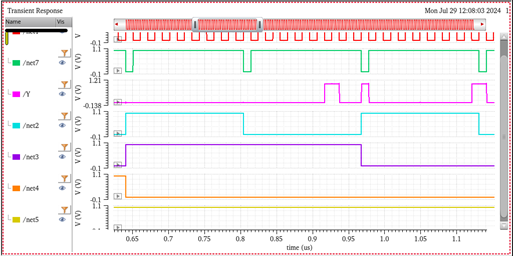 Transient Response
Mon Jul 29 12:08:03 2024 1
Name Vis
V
-0.1
/net7 V (V) 1.1
-0.1
/Y V (V) 1.21
-0.138
/net2 V (V) 1.1
-0.1
/net3 V (V) 1.1
-0.1
/net4 V (V) 1.1
-0.1
/net5 V (V) 1.1
0.65 0.7 0.75 0.8 0.85 0.9 0.95 1.0 1.05 1.1
time (us)